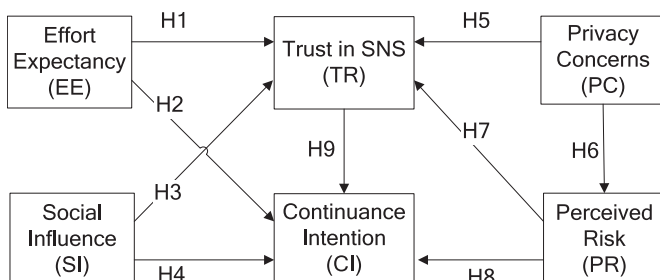 Effort
Expectancy
(EE)
H1
Trust in SNS
(TR)
H5
Privacy
Concerns
(PC)
H2
H9
H7
H6
H3
Social
Influence
(SI)
H4
Continuance
Intention
(CI)
H8
Perceived
Risk
(PR)